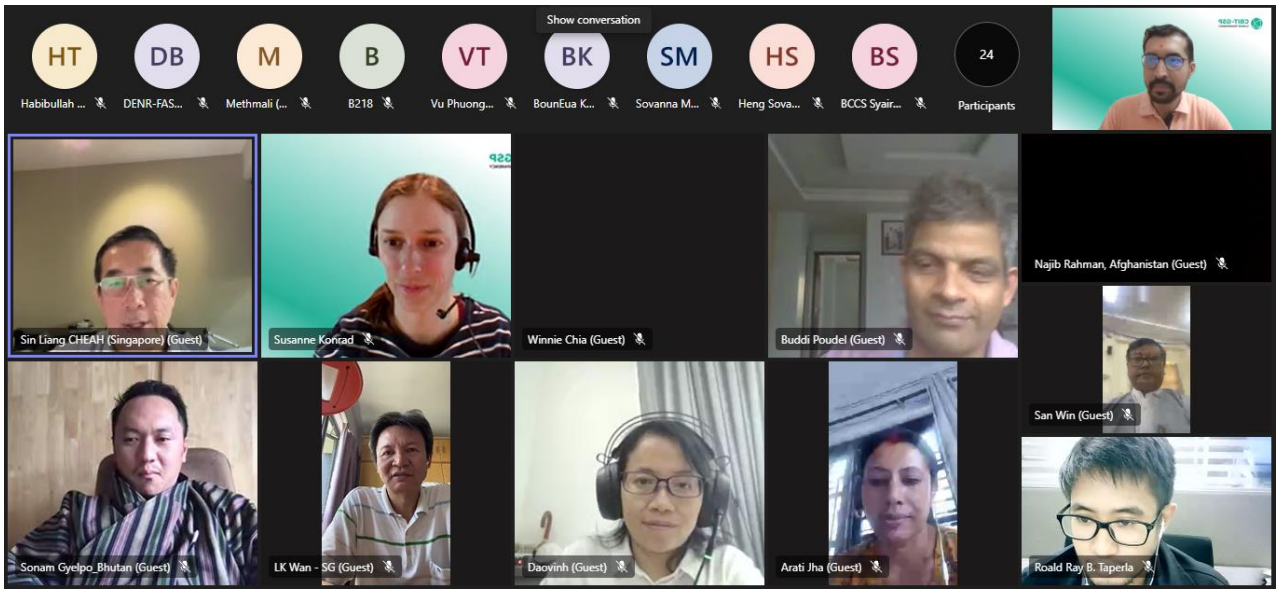 Show conversation
HT
DB
M
B
VT
BK
SM
HS
BS
24
Habibullah ...
DENR-FAS...
Methmali (...
B218
Vu Phuong...
BounEua K...
Sovanna M...
Heng Sova...
BCCS Syair...
Participants
CBIT-GSP
GSP
Sin Liang CHEAH (Singapore) (Guest)
Susanne Konrad
Winnie Chia (Guest)
Buddi Poudel (Guest)
Najib Rahman, Afghanistan (Guest)
San Win (Guest)
Sonam Gyelpo_Bhutan (Guest)
LK Wan - SG (Guest)
Daovinh (Guest)
Arati Jha (Guest)
Roald Ray B. Taperla